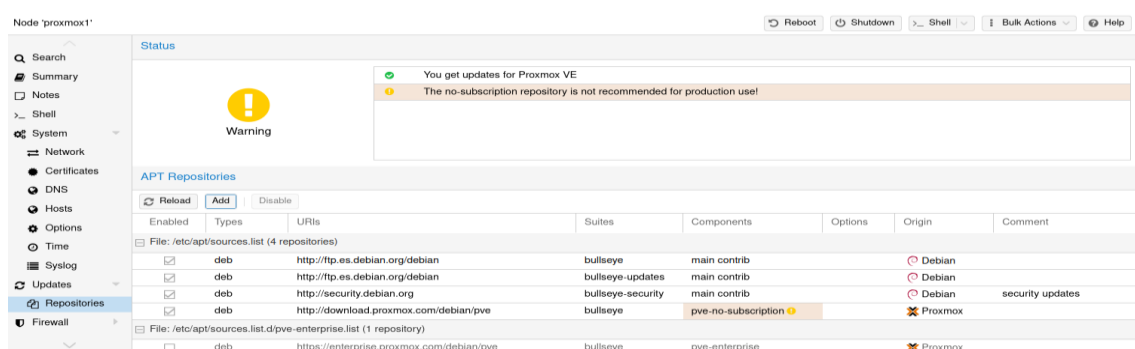 Node 'proxmox1'
Reboot Shutdown >_ Shell Bulk Actions Help
Search
Summary
Notes
>_ Shell
System
Network
Certificates
DNS
Hosts
Options
Time
Syslog
Updates
Repositories
Firewall
Status
Warning
You get updates for Proxmox VE
The no-subscription repository is not recommended for production use!
APT Repositories
Reload Add Disable
Enabled Types URIs Suites Components Options Origin Comment
File: /etc/apt/sources.list (4 repositories)
deb http://ftp.es.debian.org/debian bullseye main contrib Debian
deb http://ftp.es.debian.org/debian bullseye-updates main contrib Debian
deb http://security.debian.org bullseye-security main contrib Debian security updates
deb http://download.proxmox.com/debian/pve bullseye pve-no-subscription Proxmox
File: /etc/apt/sources.list.d/pve-enterprise.list (1 repository)
deb https://enterprise.proxmox.com/debian/pve bullseye pve-enterprise Proxmox